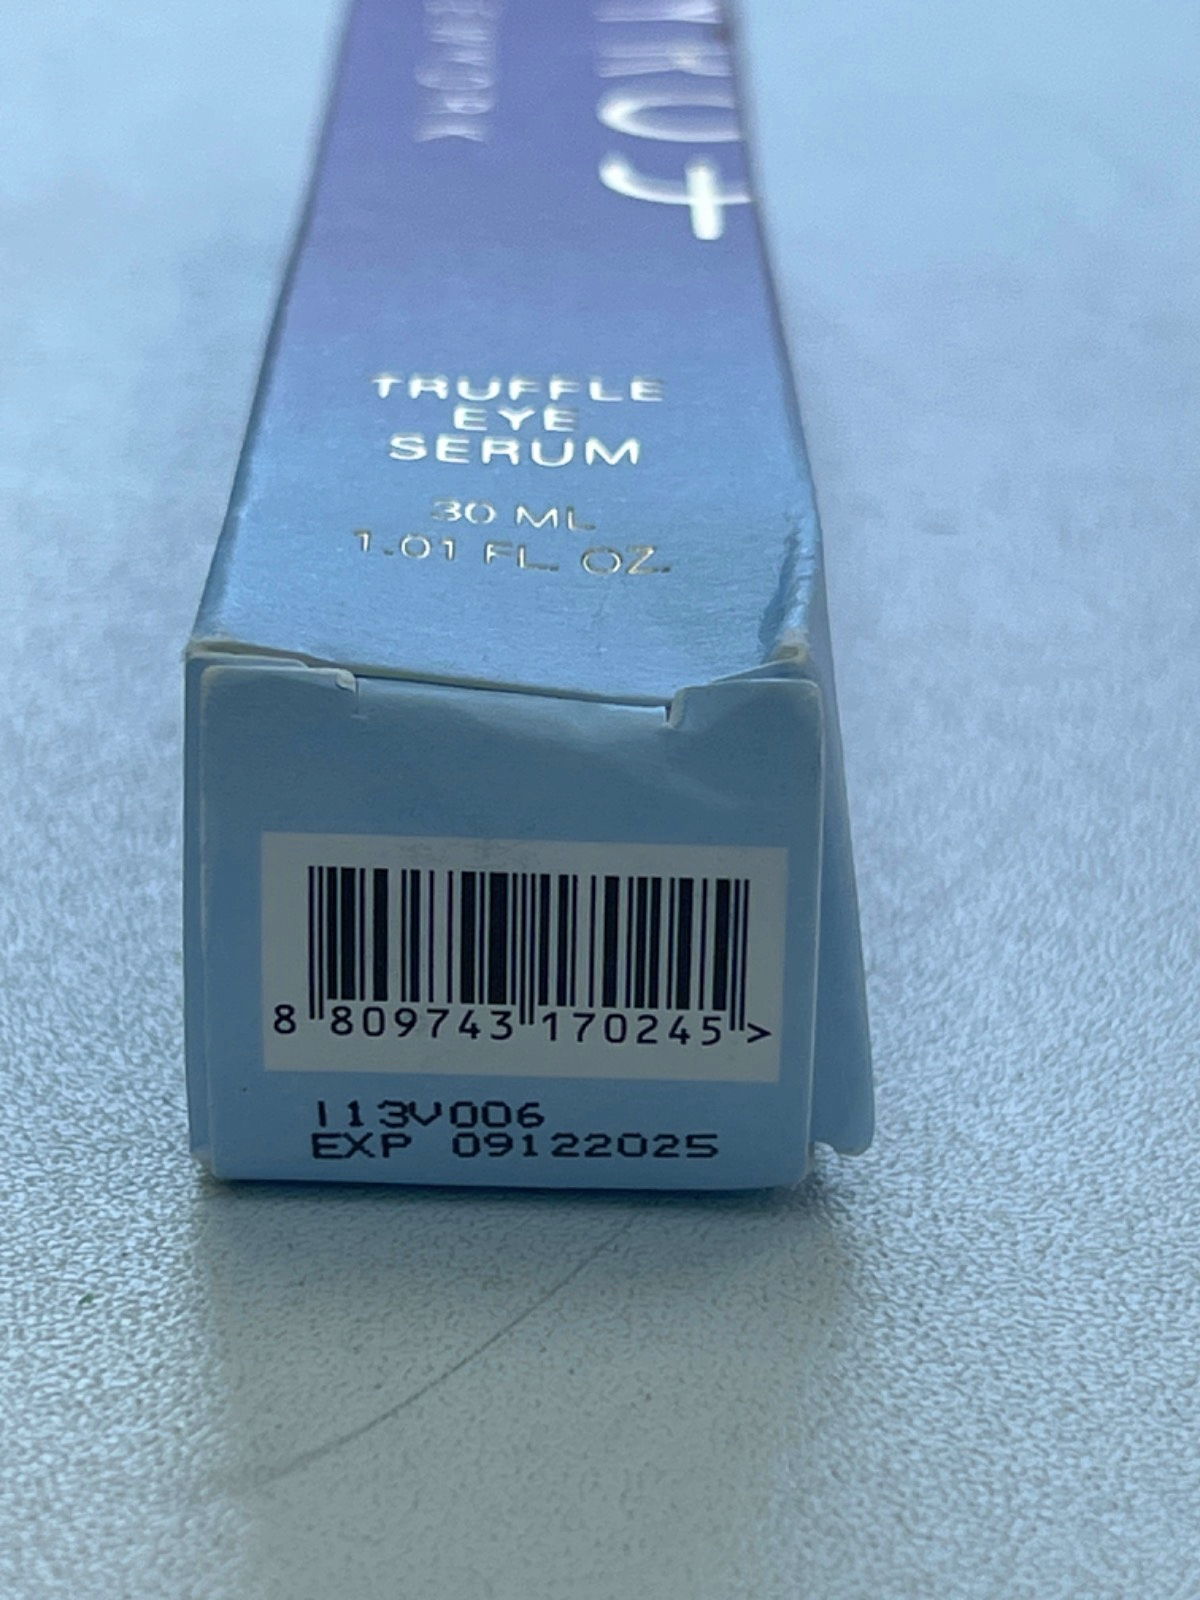 TRUFFLE
EYE
SERUM
30 ML
1.01 FL. OZ.
8 809743 170245 >
I13V006
EXP 09122025